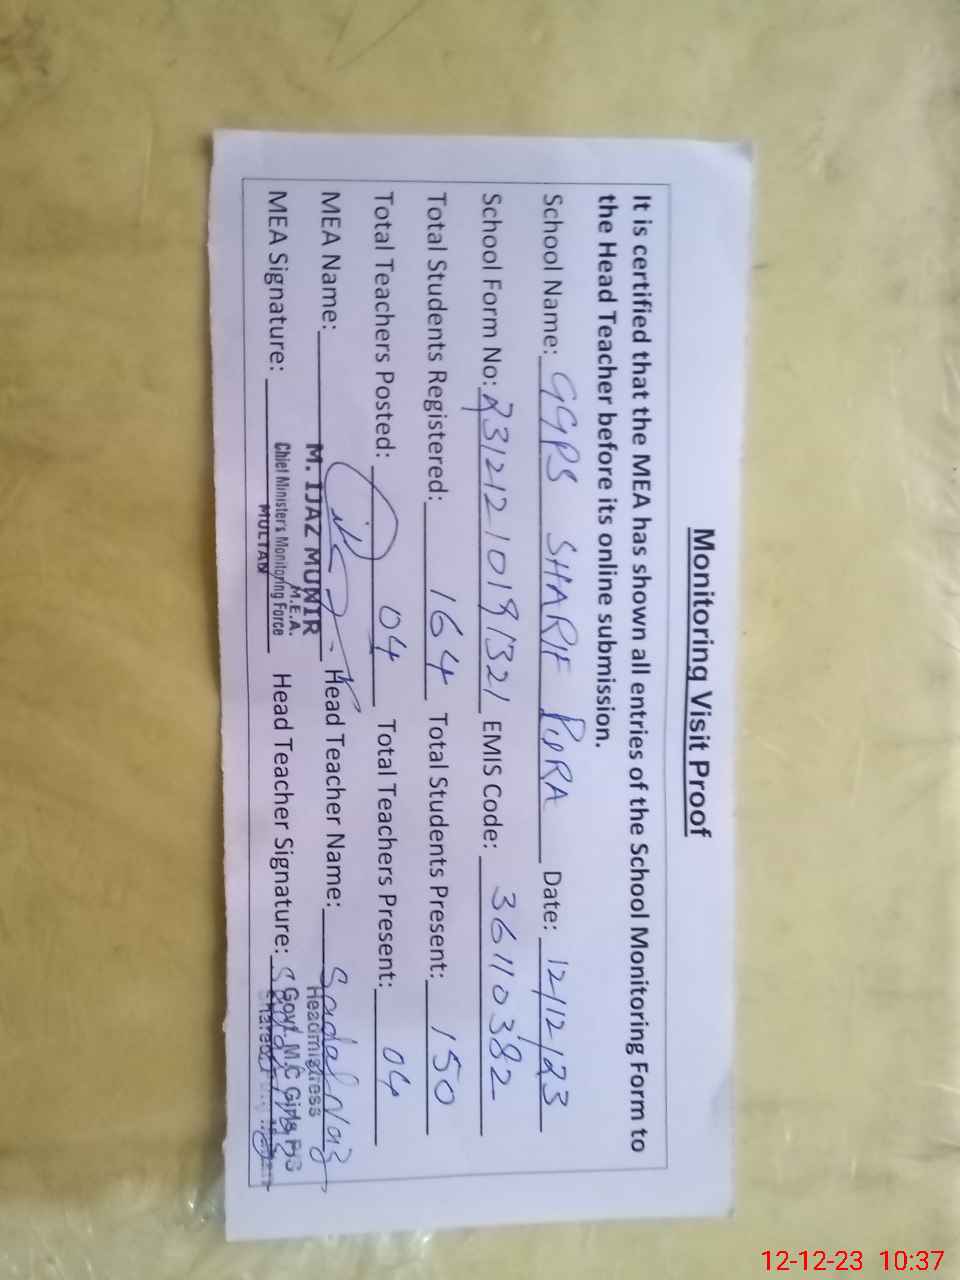 Monitoring Visit Proof
It is certified that the MEA has shown all entries of the School Monitoring Form to
the Head Teacher before its online submission.
School Name: GGPS SHARIF PURA Date: 12/12/23
School Form No: 23121210191321 EMIS Code: 36110382
Total Students Registered: 164 Total Students Present: 150
Total Teachers Posted: 04 Total Teachers Present: 04
MEA Name: Head Teacher Name: Sadaf Naz
M. IJAZ MUNIR Headmistress
M.E.A.
MEA Signature: Chief Minister's Monitoring Force Head Teacher Signature: Govt. M.C Girls P/S
MULTAN
12-12-23 10:37